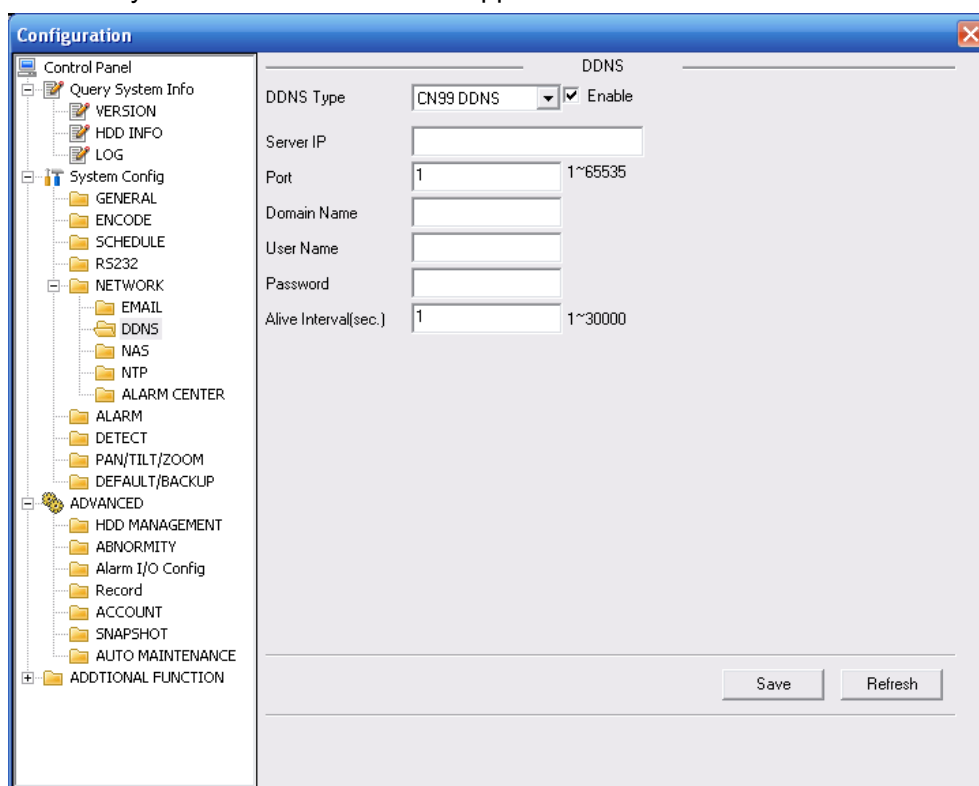 Configuration
Control Panel
Query System Info
VERSION
HDD INFO
LOG
System Config
GENERAL
ENCODE
SCHEDULE
RS232
NETWORK
EMAIL
DDNS
NAS
NTP
ALARM CENTER
ALARM
DETECT
PAN/TILT/ZOOM
DEFAULT/BACKUP
ADVANCED
HDD MANAGEMENT
ABNORMITY
Alarm I/O Config
Record
ACCOUNT
SNAPSHOT
AUTO MAINTENANCE
ADDTIONAL FUNCTION
DDNS
DDNS Type CN99 DDNS Enable
Server IP
Port 1 1~65535
Domain Name
User Name
Password
Alive Interval(sec.) 1 1~30000
Save Refresh